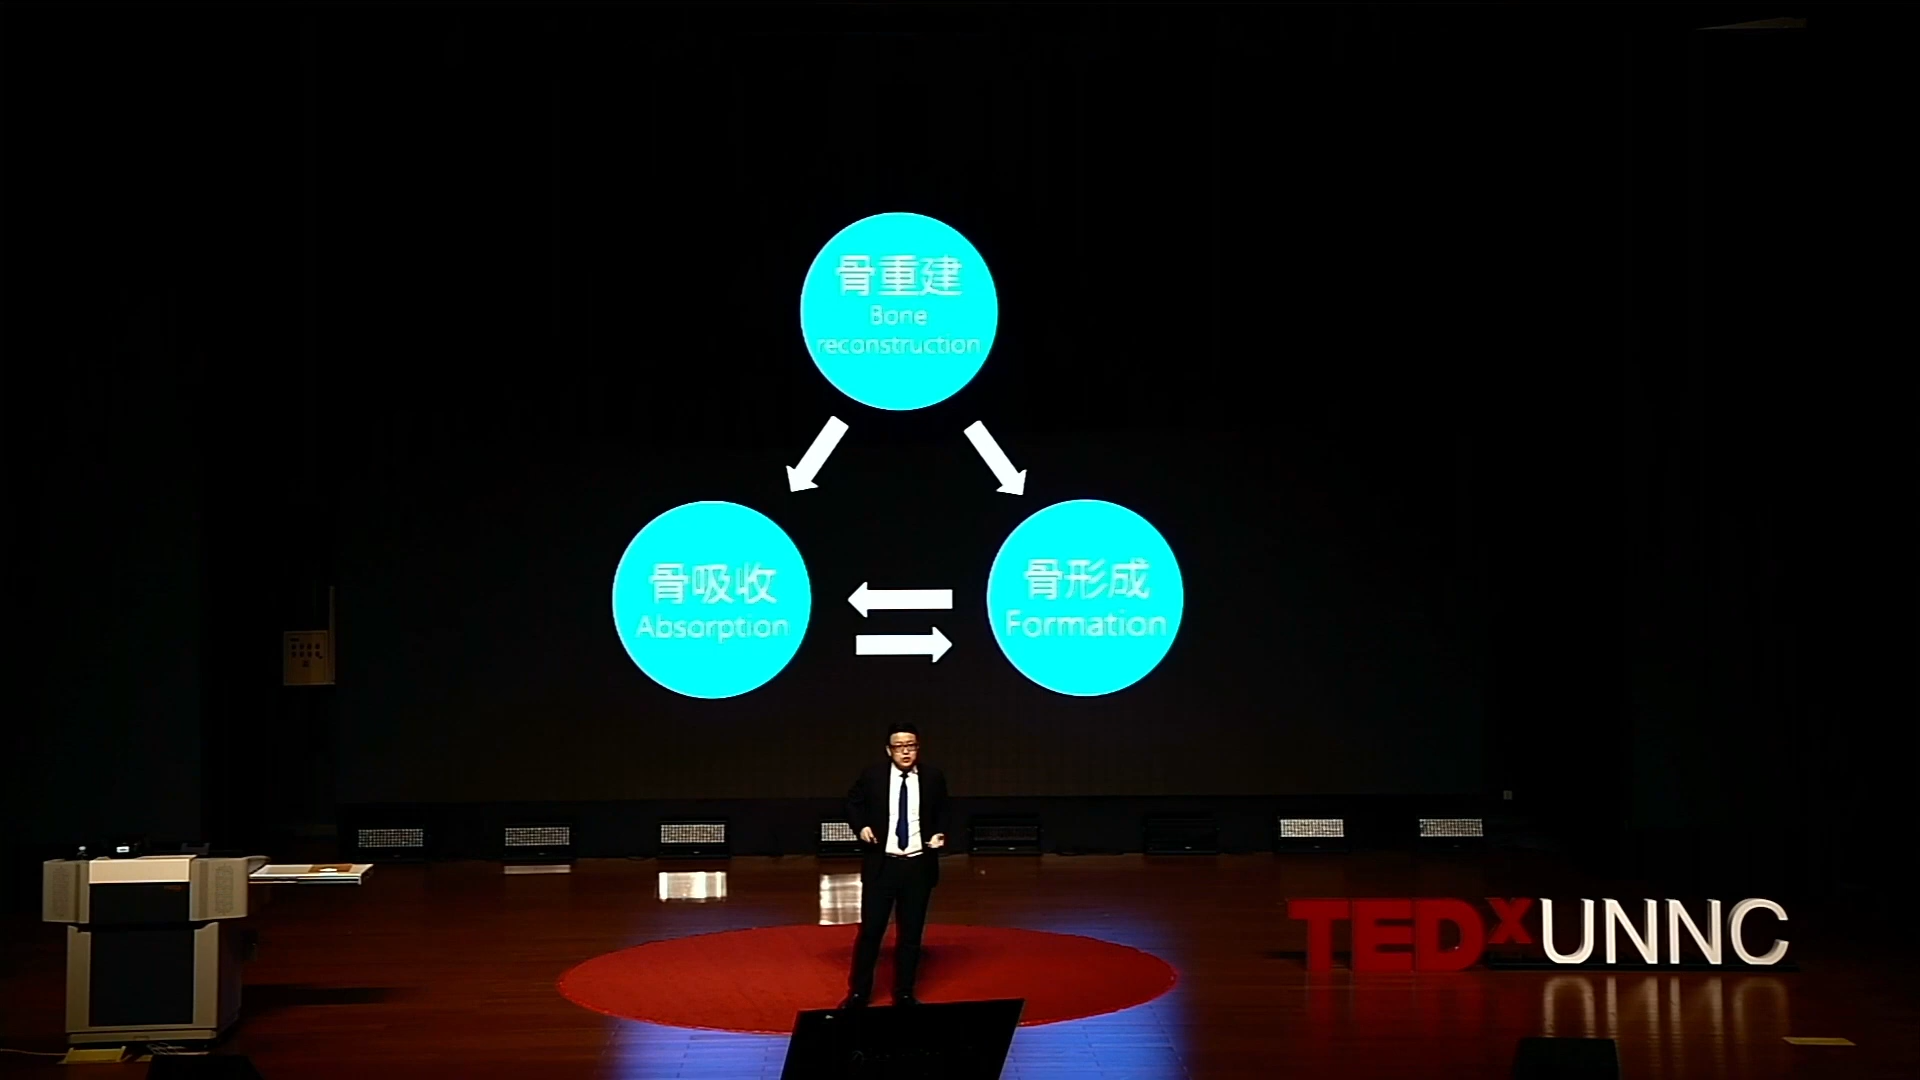 骨重建
Bone
reconstruction
骨吸收
Absorption
骨形成
Formation
TEDxUNNC